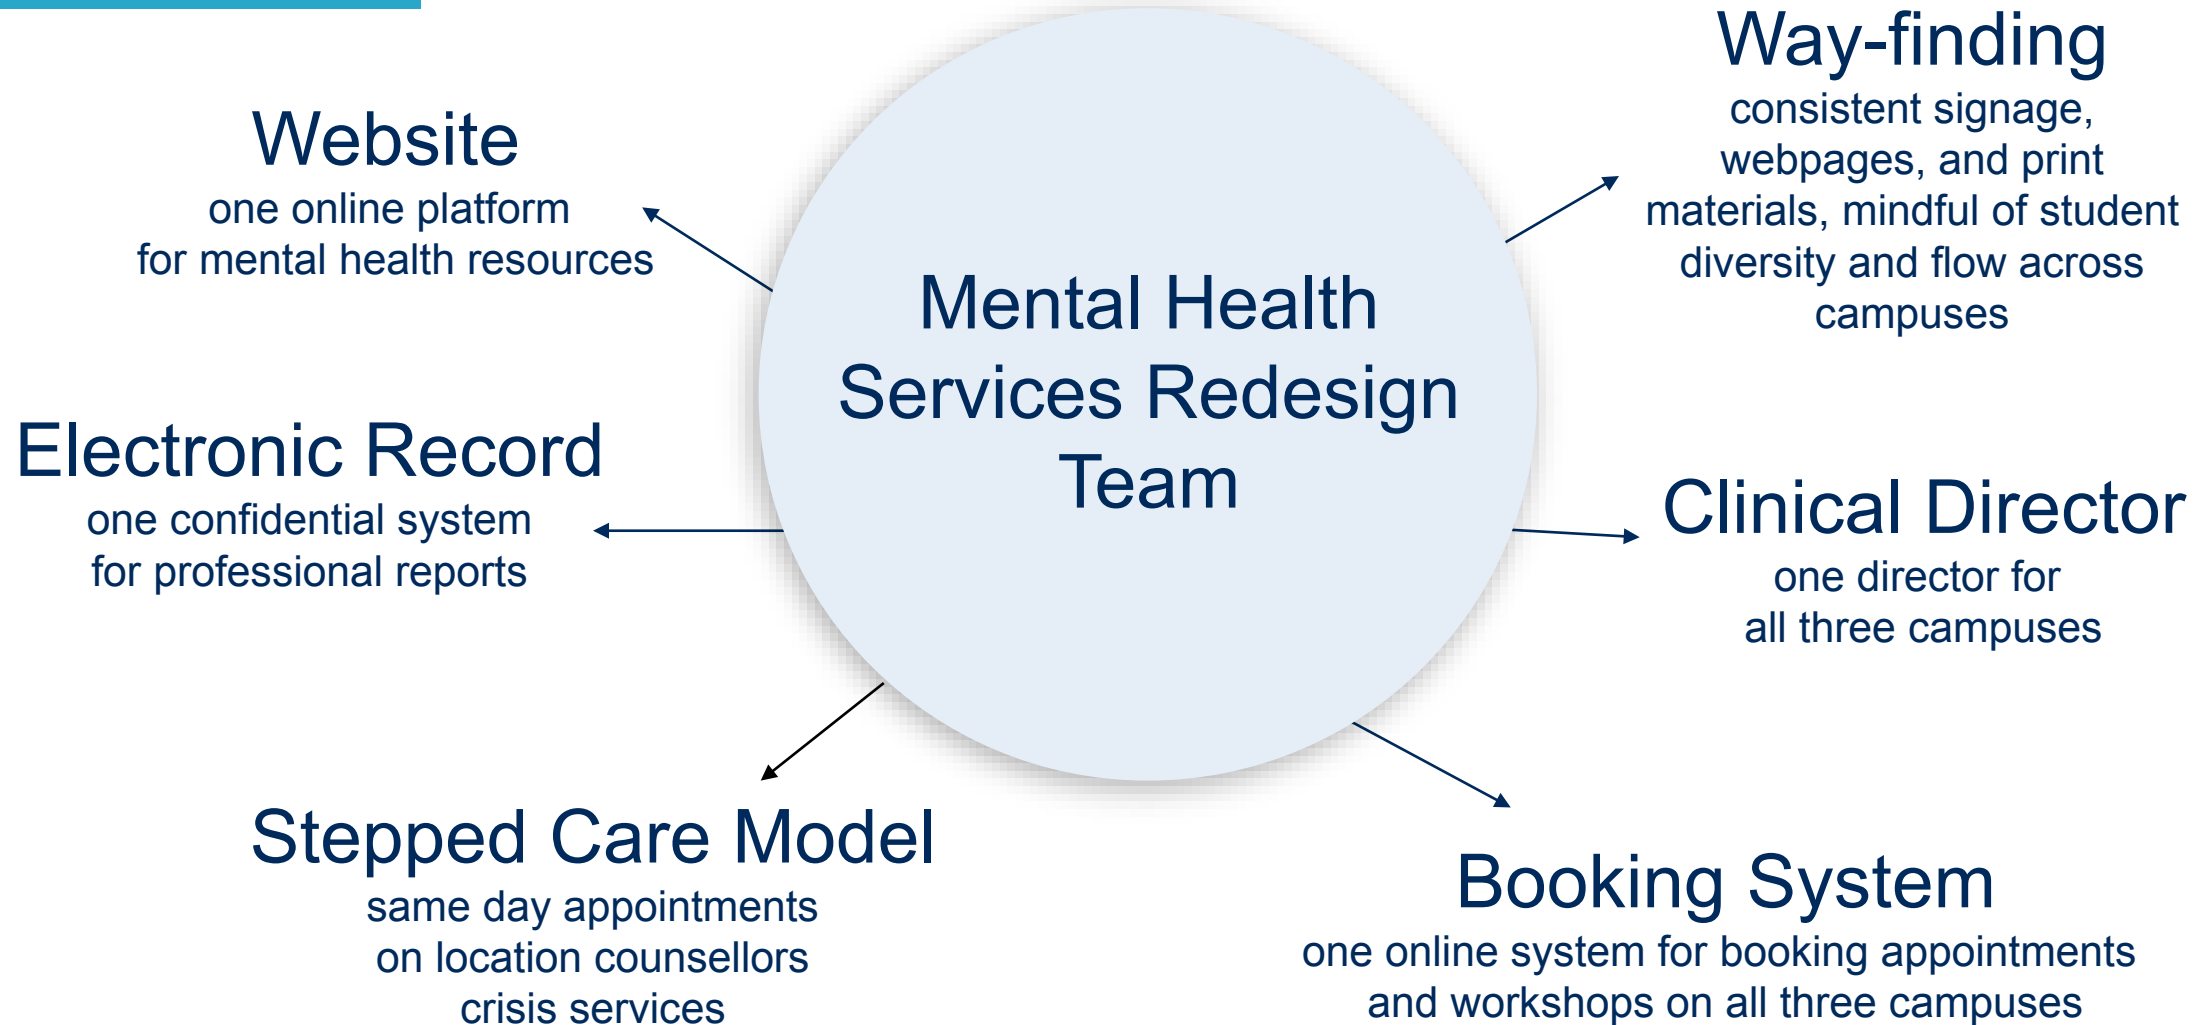 Mental Health
Services Redesign
Team
Website
one online platform
for mental health resources
Electronic Record
one confidential system
for professional reports
Stepped Care Model
same day appointments
on location counsellors
crisis services
Way-finding
consistent signage,
webpages, and print
materials, mindful of student
diversity and flow across
campuses
Clinical Director
one director for
all three campuses
Booking System
one online system for booking appointments
and workshops on all three campuses